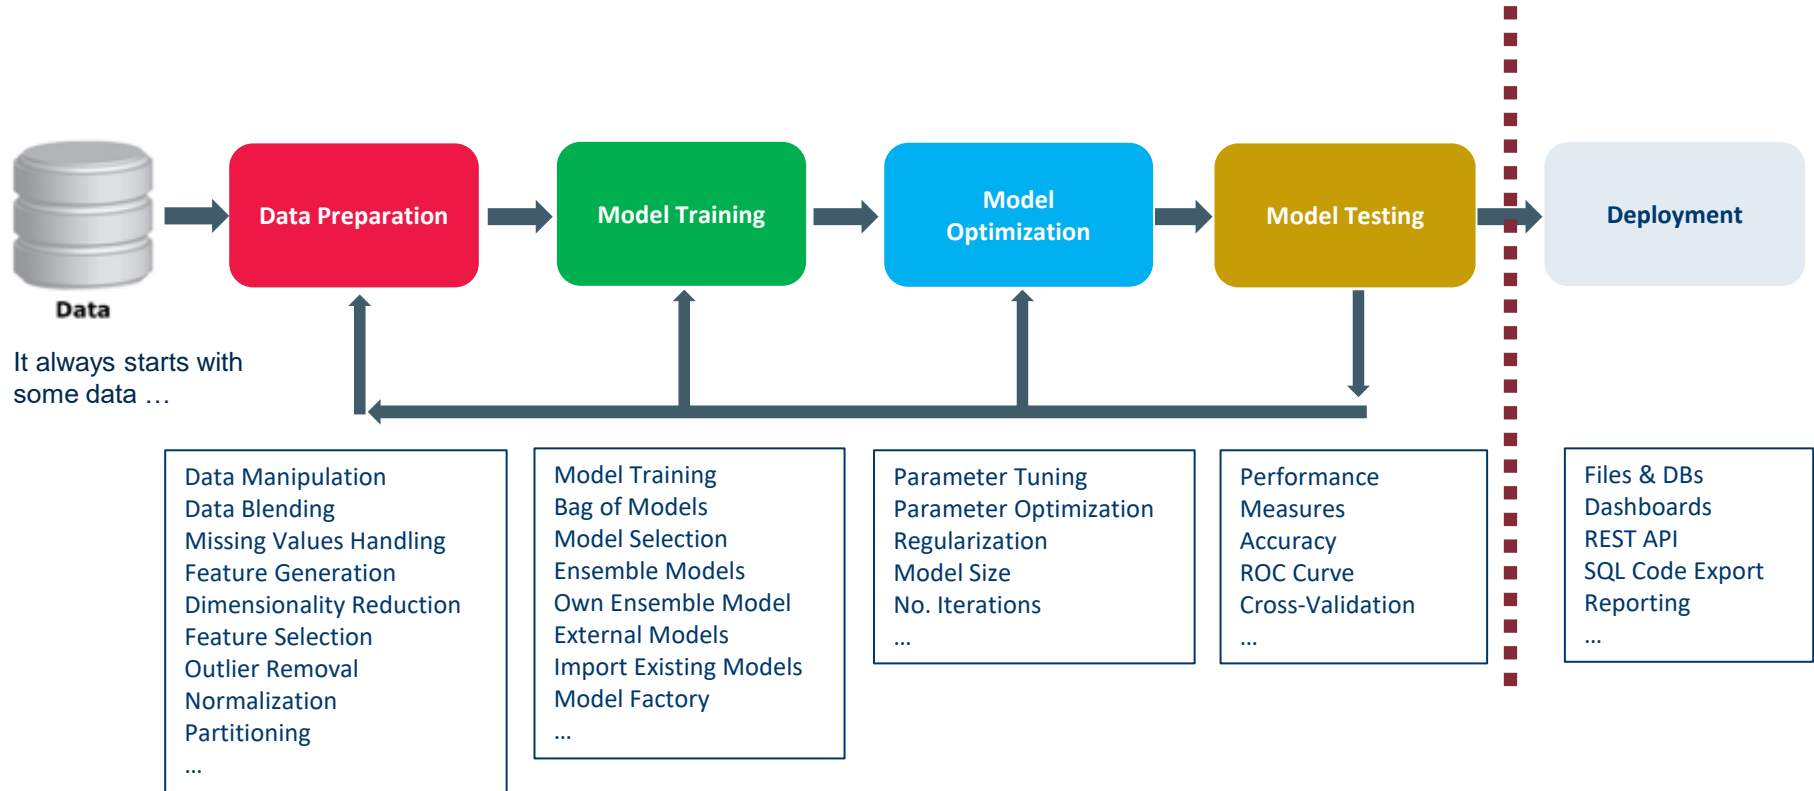 Data Preparation
Model Training
Model
Optimization
Model Testing
Deployment
Data
It always starts with
some data …
Data Manipulation
Data Blending
Missing Values Handling
Feature Generation
Dimensionality Reduction
Feature Selection
Outlier Removal
Normalization
Partitioning
…
Model Training
Bag of Models
Model Selection
Ensemble Models
Own Ensemble Model
External Models
Import Existing Models
Model Factory
…
Parameter Tuning
Parameter Optimization
Regularization
Model Size
No. Iterations
…
Performance
Measures
Accuracy
ROC Curve
Cross-Validation
…
Files & DBs
Dashboards
REST API
SQL Code Export
Reporting
…